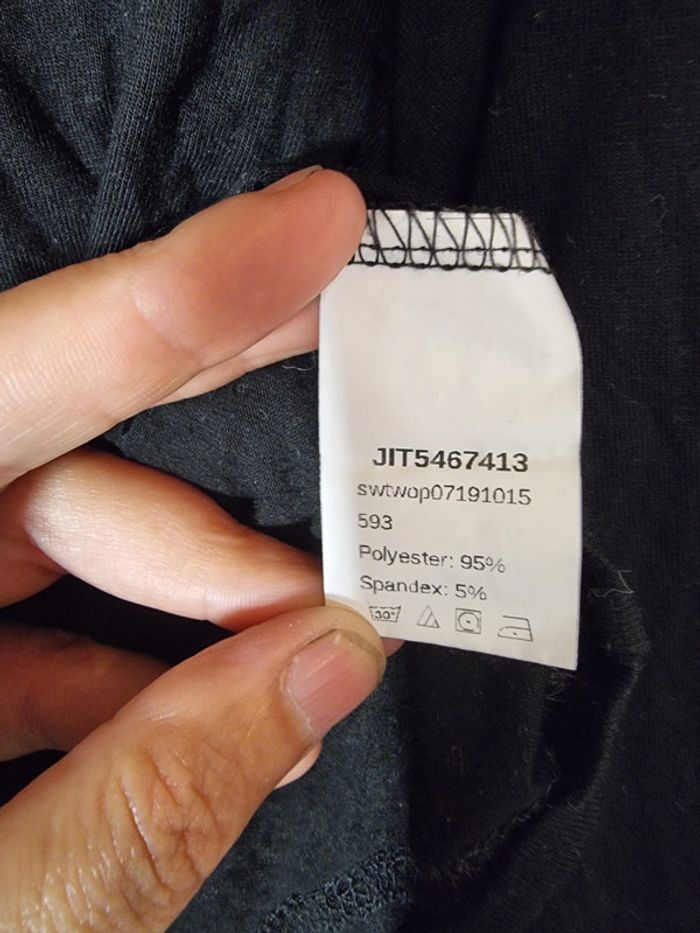 JIT5467413
swtwop07191015
593
Polyester: 95%
Spandex: 5%
30°